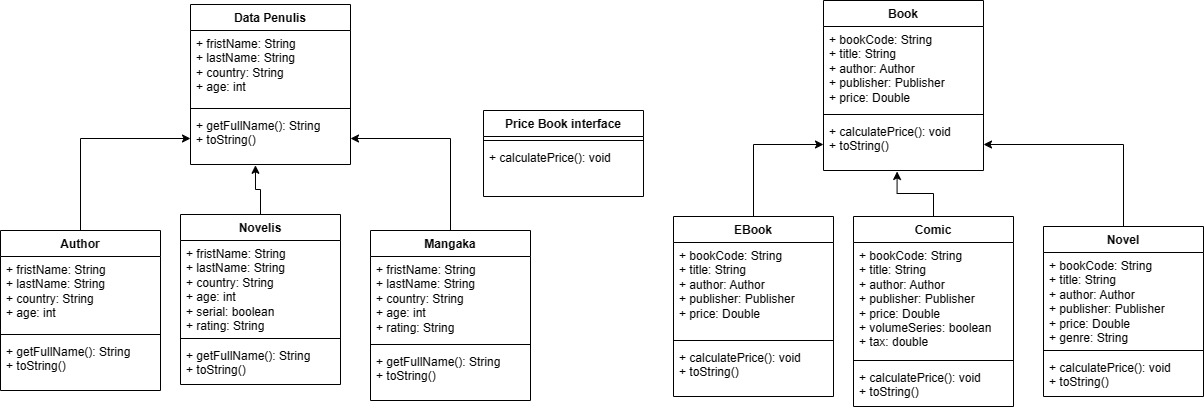 Data Penulis
+ fristName: String
+ lastName: String
+ country: String
+ age: int
+ getFullName(): String
+ toString()
Author
+ fristName: String
+ lastName: String
+ country: String
+ age: int
+ getFullName(): String
+ toString()
Novelis
+ fristName: String
+ lastName: String
+ country: String
+ age: int
+ serial: boolean
+ rating: String
+ getFullName(): String
+ toString()
Mangaka
+ fristName: String
+ lastName: String
+ country: String
+ age: int
+ rating: String
+ getFullName(): String
+ toString()
Price Book interface
+ calculatePrice(): void
Book
+ bookCode: String
+ title: String
+ author: Author
+ publisher: Publisher
+ price: Double
+ calculatePrice(): void
+ toString()
EBook
+ bookCode: String
+ title: String
+ author: Author
+ publisher: Publisher
+ price: Double
+ calculatePrice(): void
+ toString()
Comic
+ bookCode: String
+ title: String
+ author: Author
+ publisher: Publisher
+ price: Double
+ volumeSeries: boolean
+ tax: double
+ calculatePrice(): void
+ toString()
Novel
+ bookCode: String
+ title: String
+ author: Author
+ publisher: Publisher
+ price: Double
+ genre: String
+ calculatePrice(): void
+ toString()